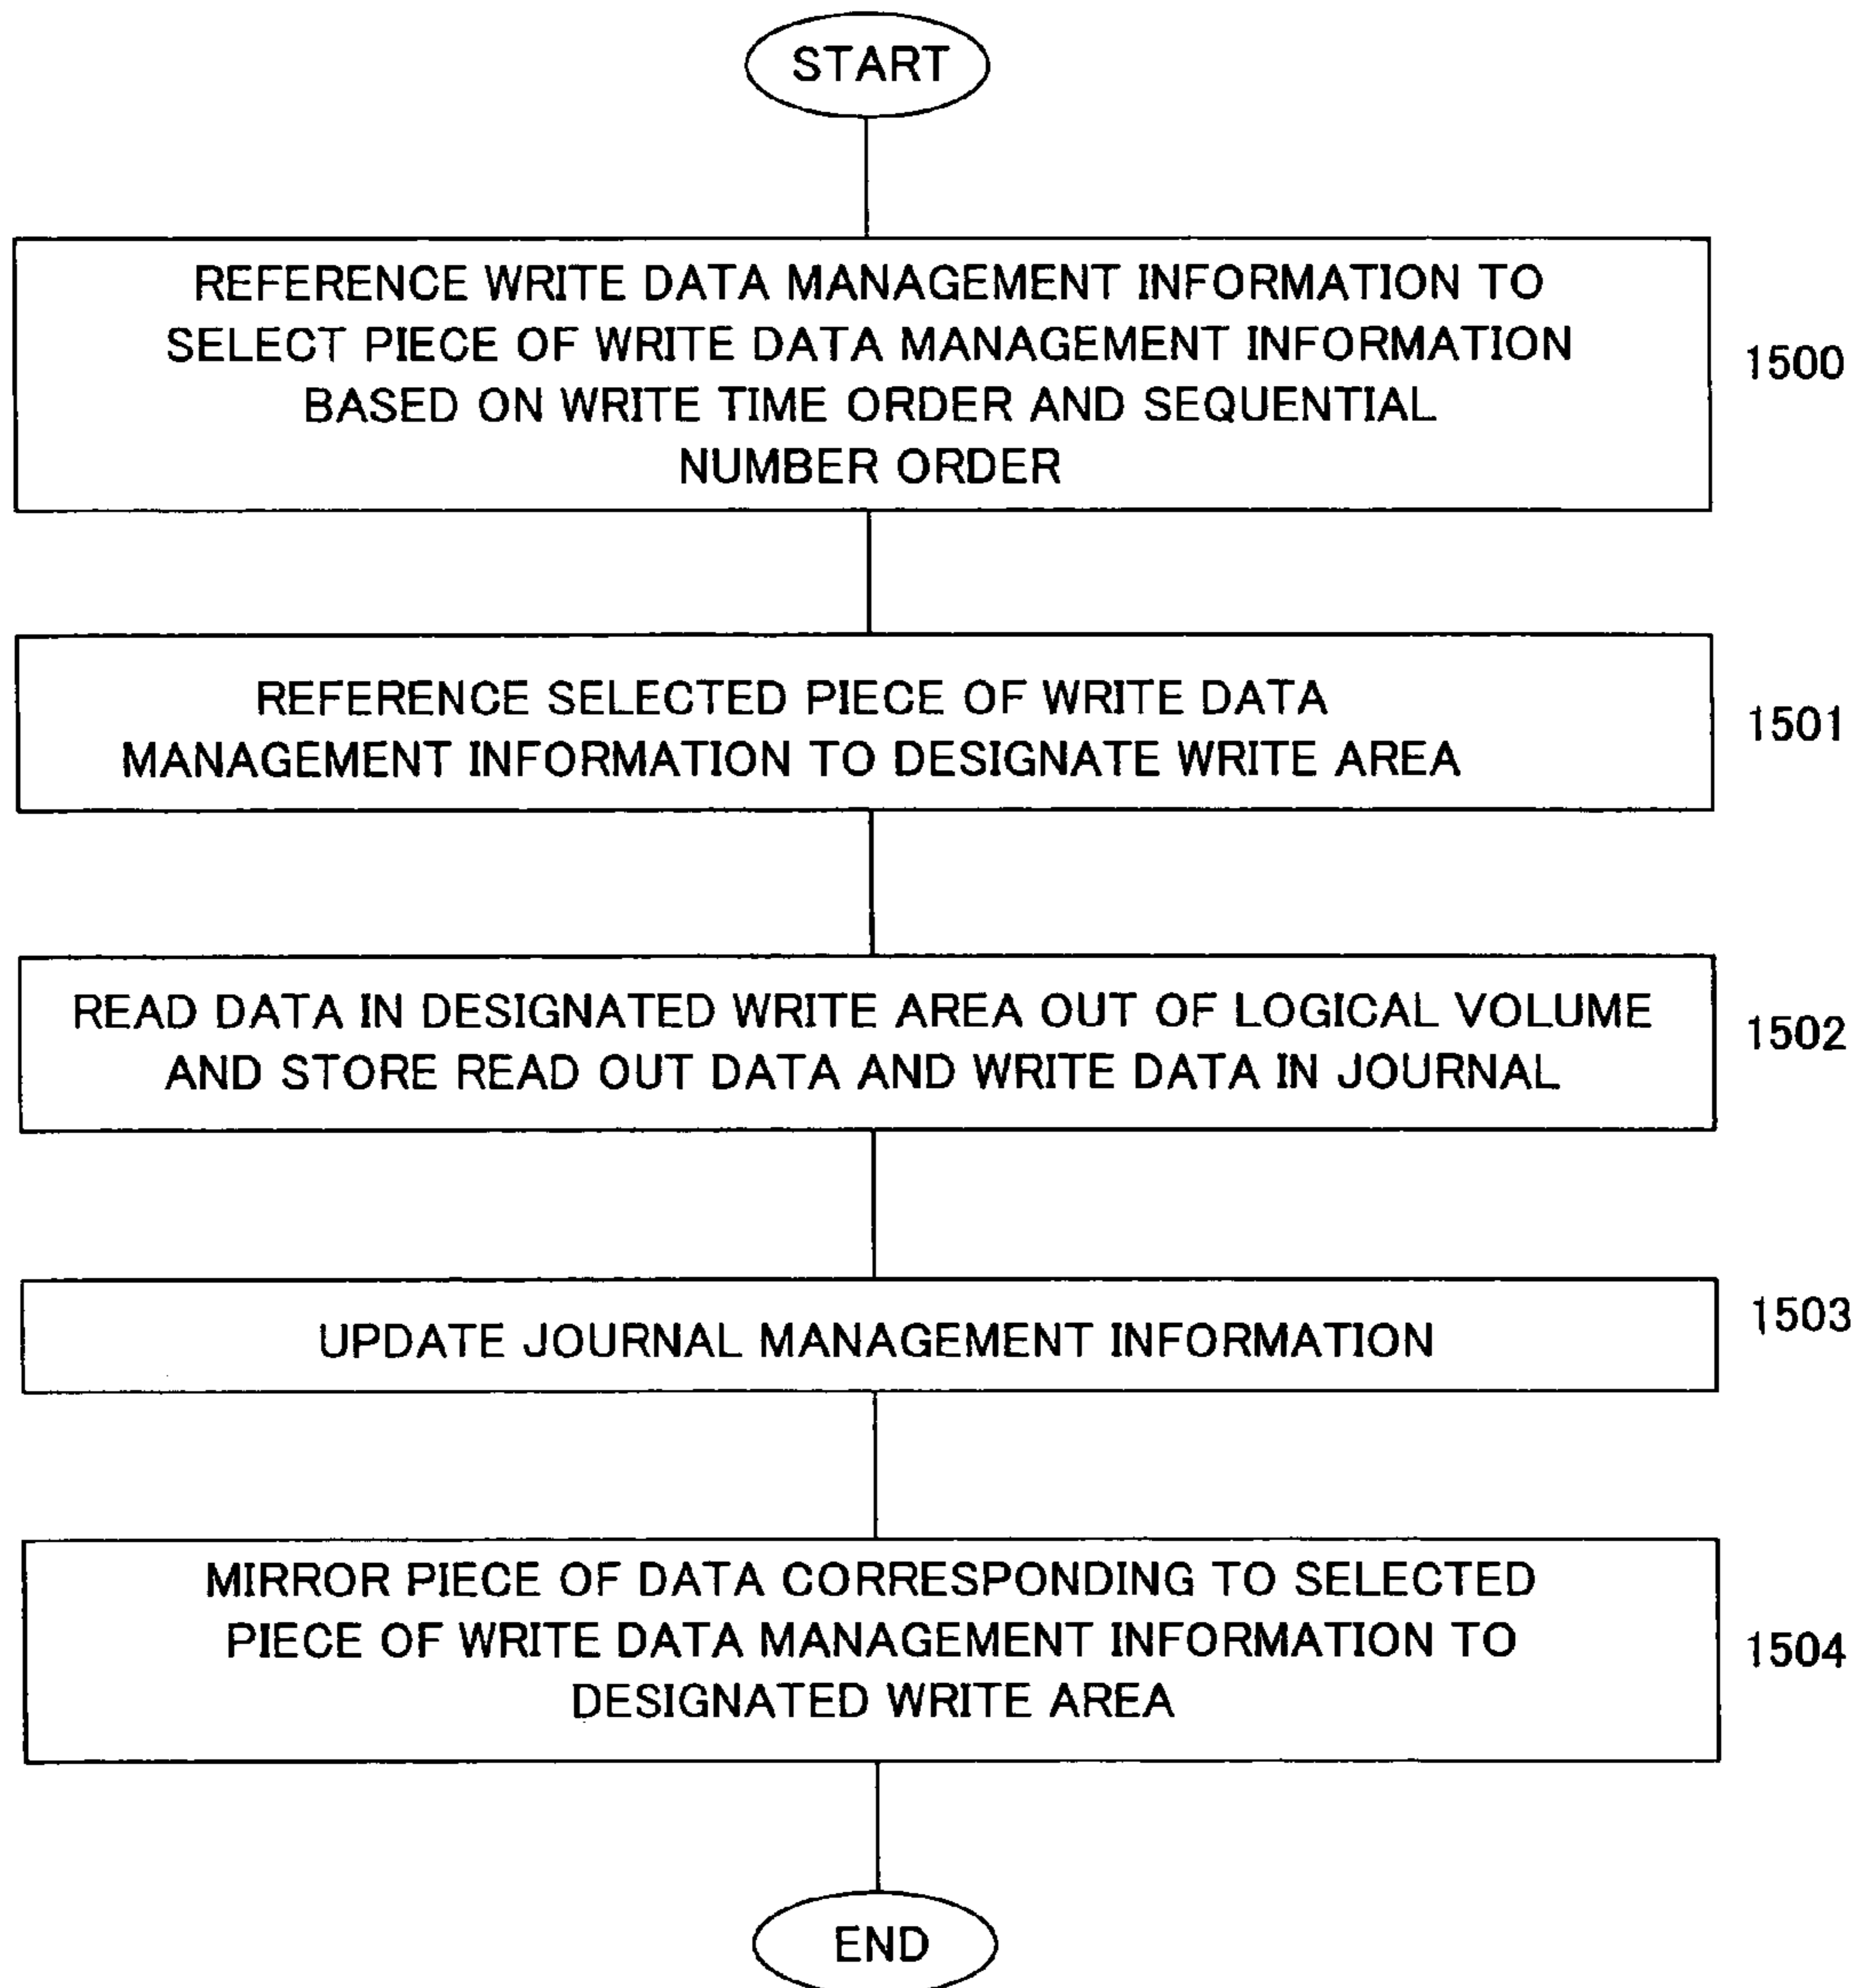 START
REFERENCE WRITE DATA MANAGEMENT INFORMATION TO
SELECT PIECE OF WRITE DATA MANAGEMENT INFORMATION
BASED ON WRITE TIME ORDER AND SEQUENTIAL
NUMBER ORDER
1500
REFERENCE SELECTED PIECE OF WRITE DATA
MANAGEMENT INFORMATION TO DESIGNATE WRITE AREA
1501
READ DATA IN DESIGNATED WRITE AREA OUT OF LOGICAL VOLUME
AND STORE READ OUT DATA AND WRITE DATA IN JOURNAL
1502
UPDATE JOURNAL MANAGEMENT INFORMATION
1503
MIRROR PIECE OF DATA CORRESPONDING TO SELECTED
PIECE OF WRITE DATA MANAGEMENT INFORMATION TO
DESIGNATED WRITE AREA
1504
END